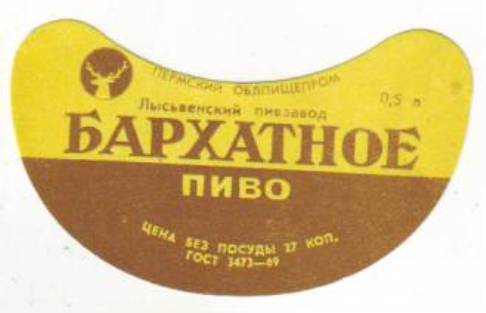 ПЕРМСКИЙ ОБЛПИЩЕПРОМ
0,5 л
Лысьвенский пивзавод
БАРХАТНОЕ
ПИВО
ЦЕНА БЕЗ ПОСУДЫ 27 КОП.
ГОСТ 3473—69